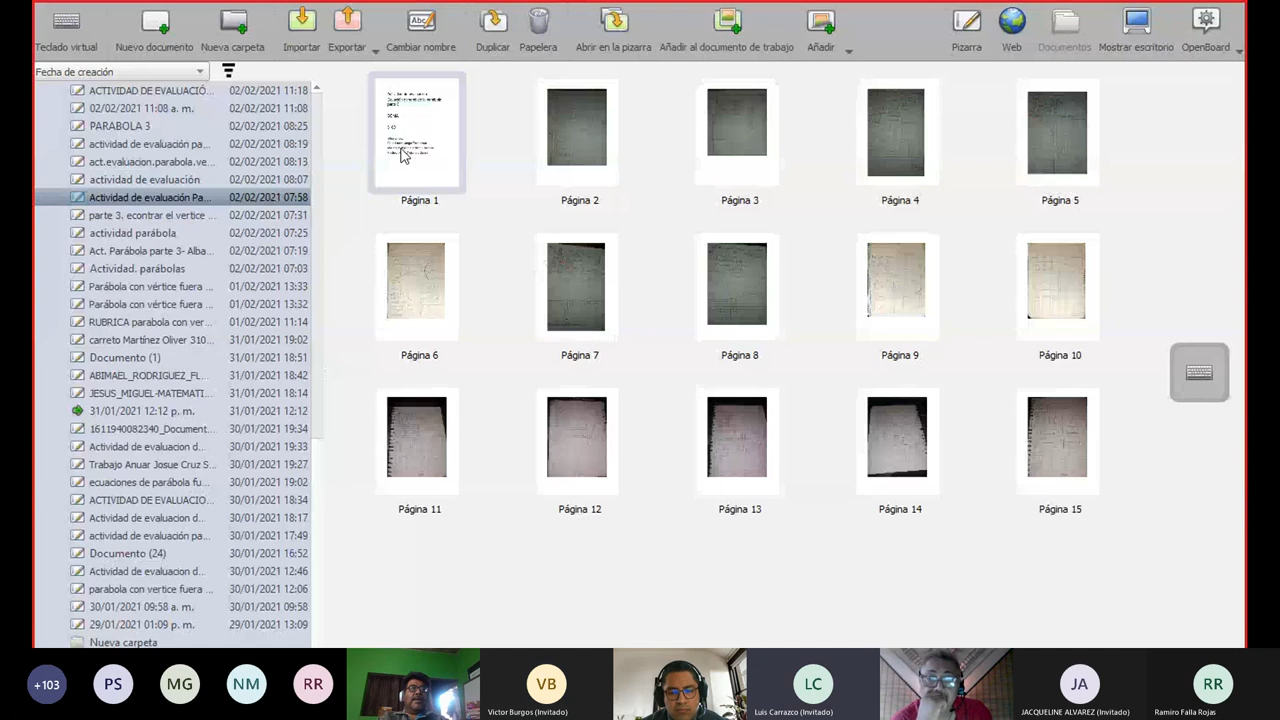 Teclado virtual
Nuevo documento
Nueva carpeta
Importar
Exportar
Cambiar nombre
Duplicar
Papelera
Abrir en la pizarra
Añadir al documento de trabajo
Añadir
Pizarra
Web
Documentos
Mostrar escritorio
OpenBoard
Fecha de creación
ACTIVIDAD DE EVALUACIÓ... 02/02/2021 11:18
02/02/2021 11:08 a. m. 02/02/2021 11:08
PARABOLA 3 02/02/2021 08:25
actividad de evaluación pa... 02/02/2021 08:19
act.evaluacion.parabola.ve... 02/02/2021 08:13
actividad de evaluación 02/02/2021 08:07
Actividad de evaluación Pa... 02/02/2021 07:58
parte 3. econtrar el vertice ... 02/02/2021 07:31
actividad parábola 02/02/2021 07:25
Act. Parábola parte 3- Alba... 02/02/2021 07:19
Actividad. parábolas 02/02/2021 07:03
Parábola con vértice fuera ... 01/02/2021 13:33
Parábola con vértice fuera ... 01/02/2021 13:32
RUBRICA parabola con ver... 01/02/2021 11:14
carreto Martínez Oliver 310... 31/01/2021 19:02
Documento (1) 31/01/2021 18:51
ABIMAEL_RODRIGUEZ_FL... 31/01/2021 18:42
JESUS_MIGUEL-MATEMATI... 31/01/2021 18:14
31/01/2021 12:12 p. m. 31/01/2021 12:12
1611940082340_Document... 30/01/2021 19:34
Actividad de evaluacion d... 30/01/2021 19:33
Trabajo Anuar Josue Cruz S... 30/01/2021 19:27
ecuaciones de parábola fu... 30/01/2021 19:02
ACTIVIDAD DE EVALUACIO... 30/01/2021 18:34
Actividad de evaluacion d... 30/01/2021 18:17
actividad de evaluación pa... 30/01/2021 17:49
Documento (24) 30/01/2021 16:52
Actividad de evaluacion d... 30/01/2021 12:46
parabola con vertice fuera ... 30/01/2021 12:06
30/01/2021 09:58 a. m. 30/01/2021 09:58
29/01/2021 01:09 p. m. 29/01/2021 13:09
Nueva carpeta
Página 1
Página 2
Página 3
Página 4
Página 5
Página 6
Página 7
Página 8
Página 9
Página 10
Página 11
Página 12
Página 13
Página 14
Página 15
+103
PS
MG
NM
RR
VB
Victor Burgos (Invitado)
LC
Luis Carrazco (Invitado)
JA
JACQUELINE ALVAREZ (Invitado)
RR
Ramiro Falla Rojas